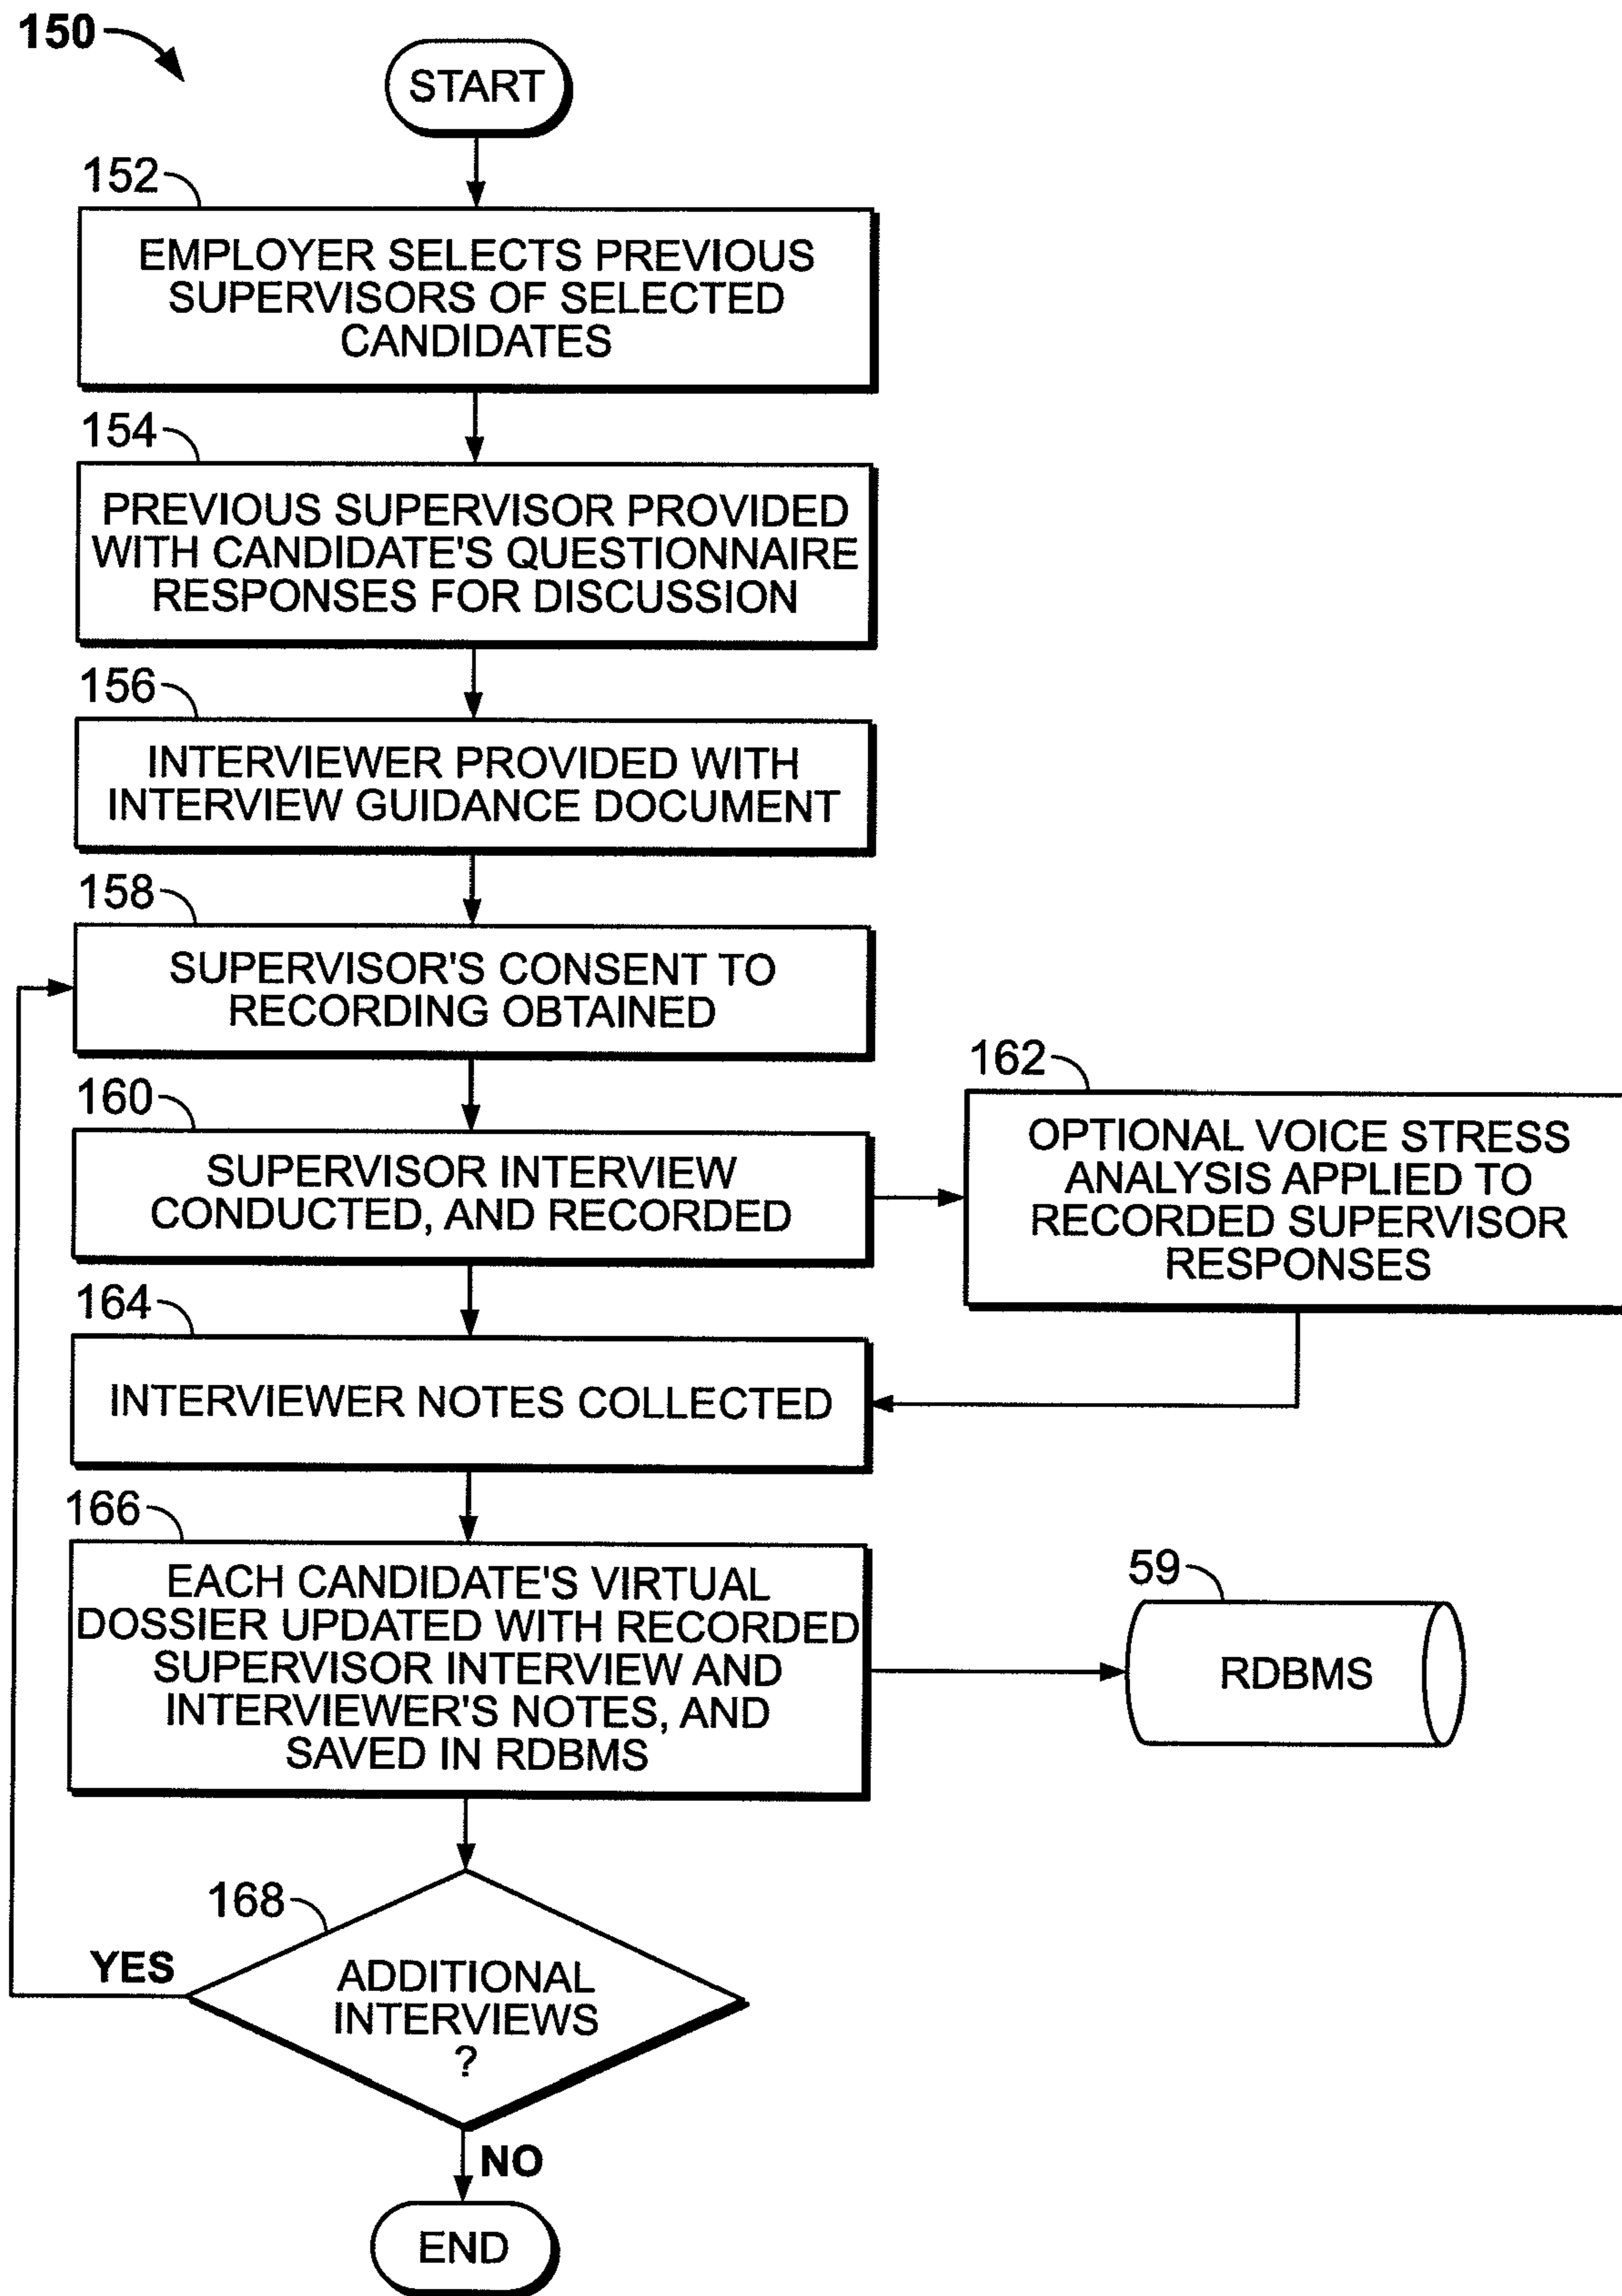 150
START
152
EMPLOYER SELECTS PREVIOUS
SUPERVISORS OF SELECTED
CANDIDATES
154
PREVIOUS SUPERVISOR PROVIDED
WITH CANDIDATE'S QUESTIONNAIRE
RESPONSES FOR DISCUSSION
156
INTERVIEWER PROVIDED WITH
INTERVIEW GUIDANCE DOCUMENT
158
SUPERVISOR'S CONSENT TO
RECORDING OBTAINED
160
SUPERVISOR INTERVIEW
CONDUCTED, AND RECORDED
162
OPTIONAL VOICE STRESS
ANALYSIS APPLIED TO
RECORDED SUPERVISOR
RESPONSES
164
INTERVIEWER NOTES COLLECTED
166
EACH CANDIDATE'S VIRTUAL
DOSSIER UPDATED WITH RECORDED
SUPERVISOR INTERVIEW AND
INTERVIEWER'S NOTES, AND
SAVED IN RDBMS
59
RDBMS
168
ADDITIONAL
INTERVIEWS
?
YES
NO
END